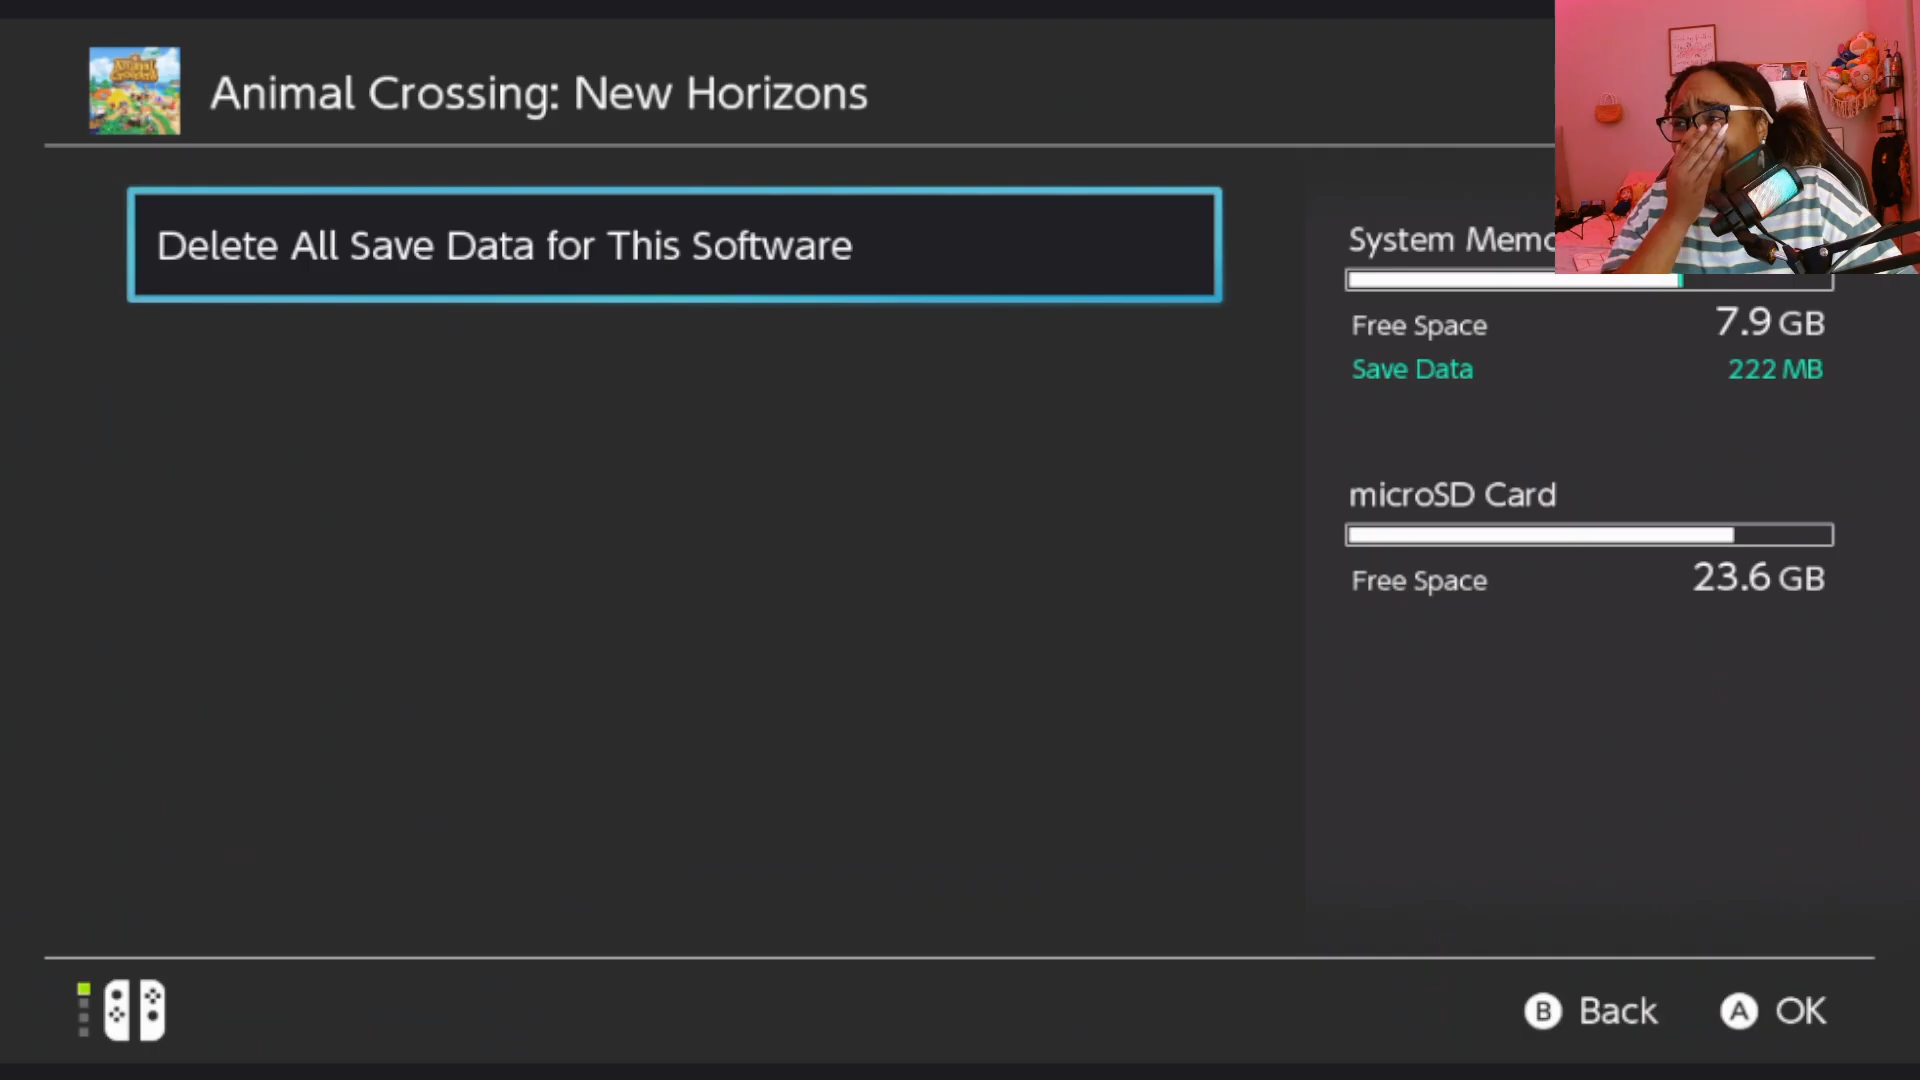 Animal Crossing: New Horizons
Delete All Save Data for This Software
System Memo
Free Space 7.9 GB
Save Data 222 MB
microSD Card
Free Space 23.6 GB
B Back A OK